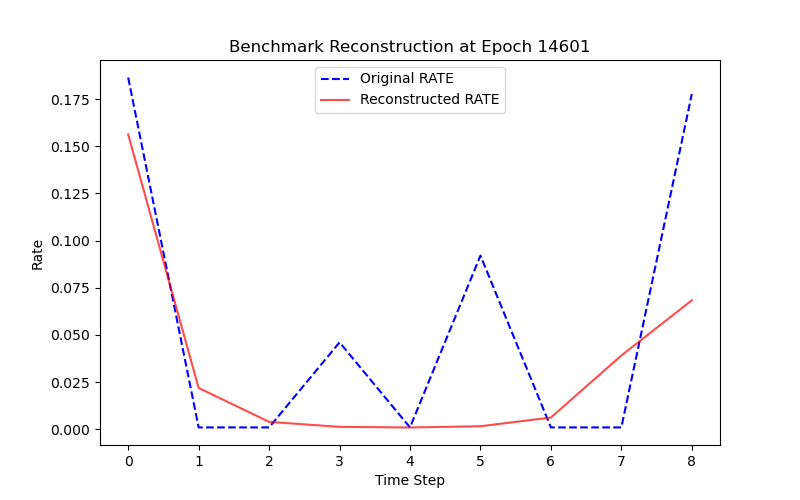 Benchmark Reconstruction at Epoch 14601
Original RATE
Reconstructed RATE
0.175
0.150
0.125
0.100
0.075
0.050
0.025
0.000
Rate
0 1 2 3 4 5 6 7 8
Time Step